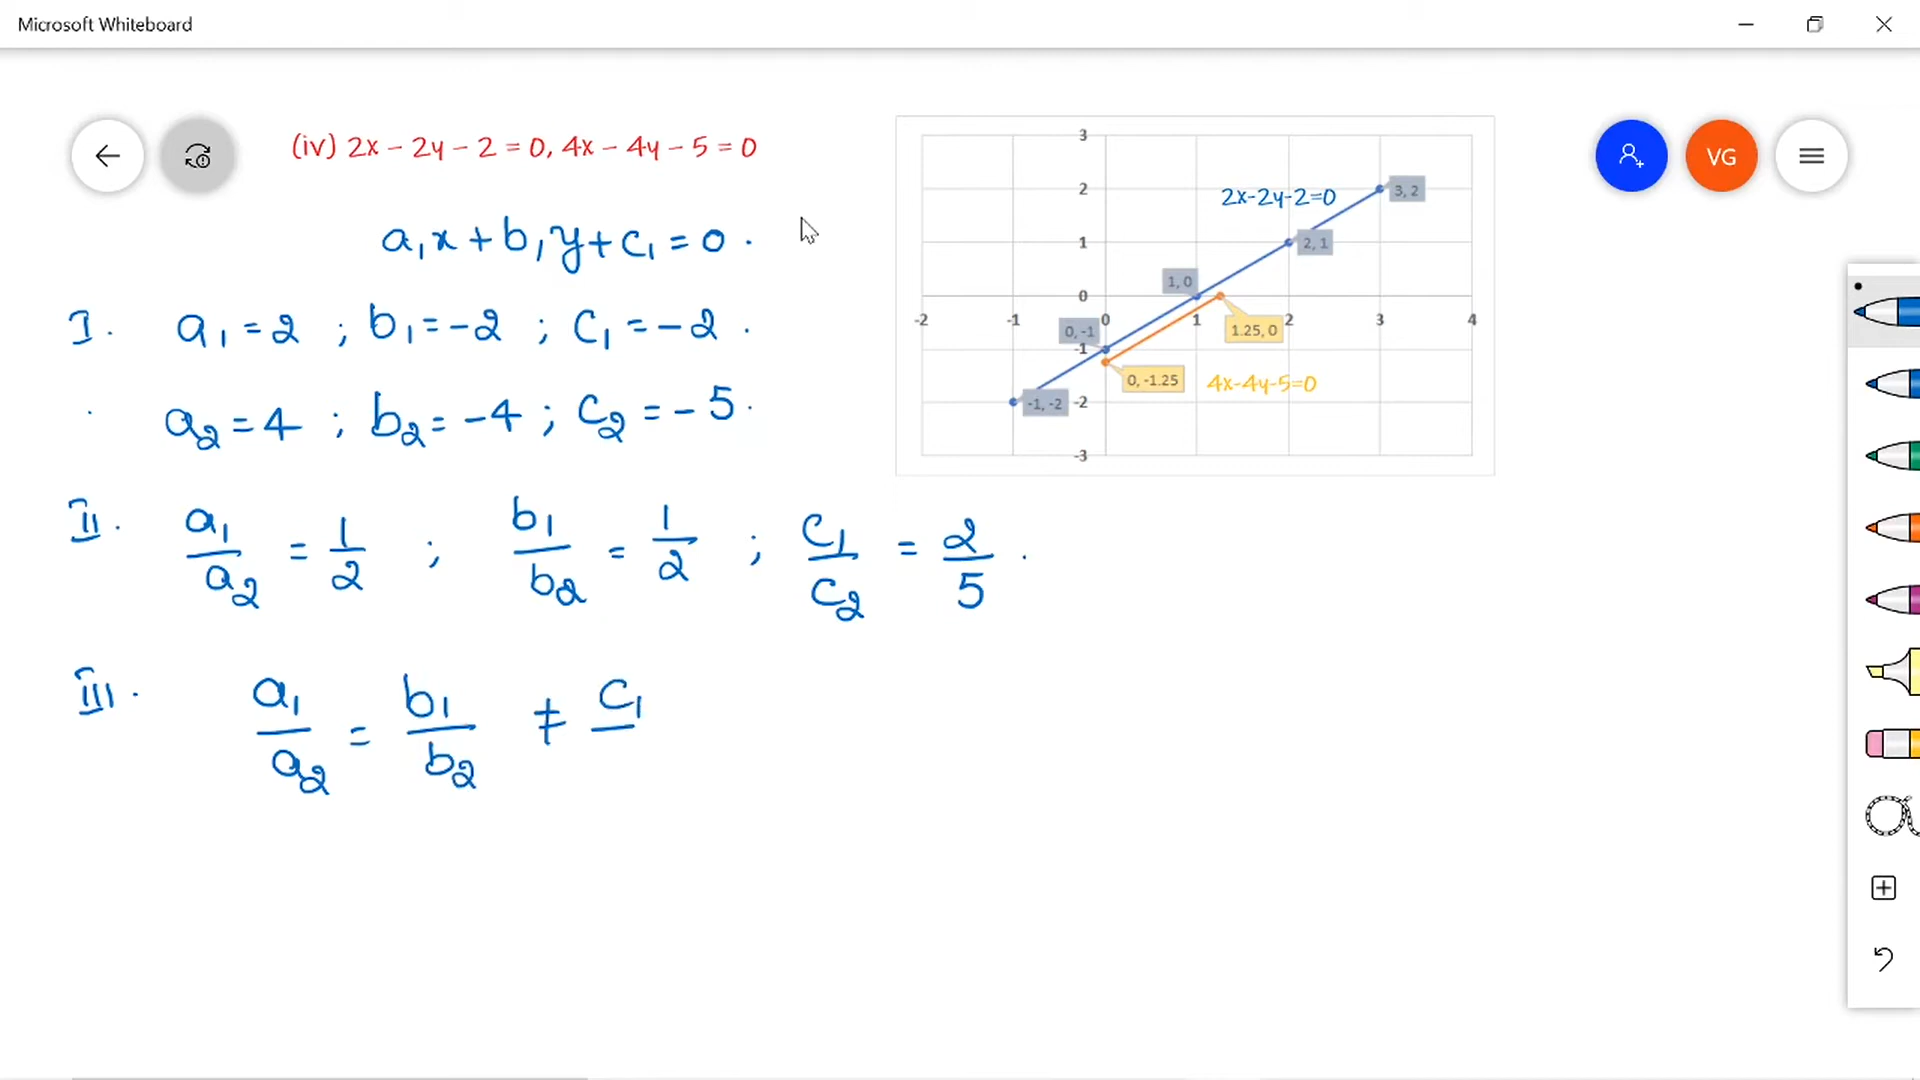 Microsoft Whiteboard
(iv) 2x - 2y - 2 = 0, 4x - 4y - 5 = 0
VG
a₁x + b₁y + c₁ = 0 .
I. a₁ = 2 ; b₁ = -2 ; c₁ = -2 .
a₂ = 4 ; b₂ = -4 ; c₂ = -5 .
II. a₁/a₂ = 1/2 ; b₁/b₂ = 1/2 ; c₁/c₂ = 2/5 .
III. a₁/a₂ = b₁/b₂ ≠ c₁/
3
2
2x-2y-2=0
3, 2
1
2, 1
1, 0
0
-2 -1 0 1 2 3 4
0, -1
1.25, 0
-1
0, -1.25
4x-4y-5=0
-1, -2
-2
-3